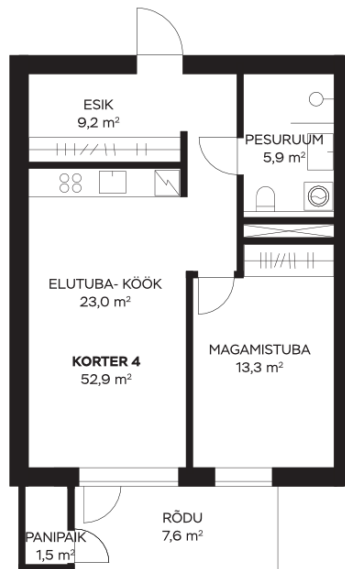 ESIK
9,2 m²
PESURUUM
5,9 m²
ELUTUBA- KÖÖK
23,0 m²
KORTER 4
52,9 m²
MAGAMISTUBA
13,3 m²
RÕDU
7,6 m²
PANIPAIK
1,5 m²